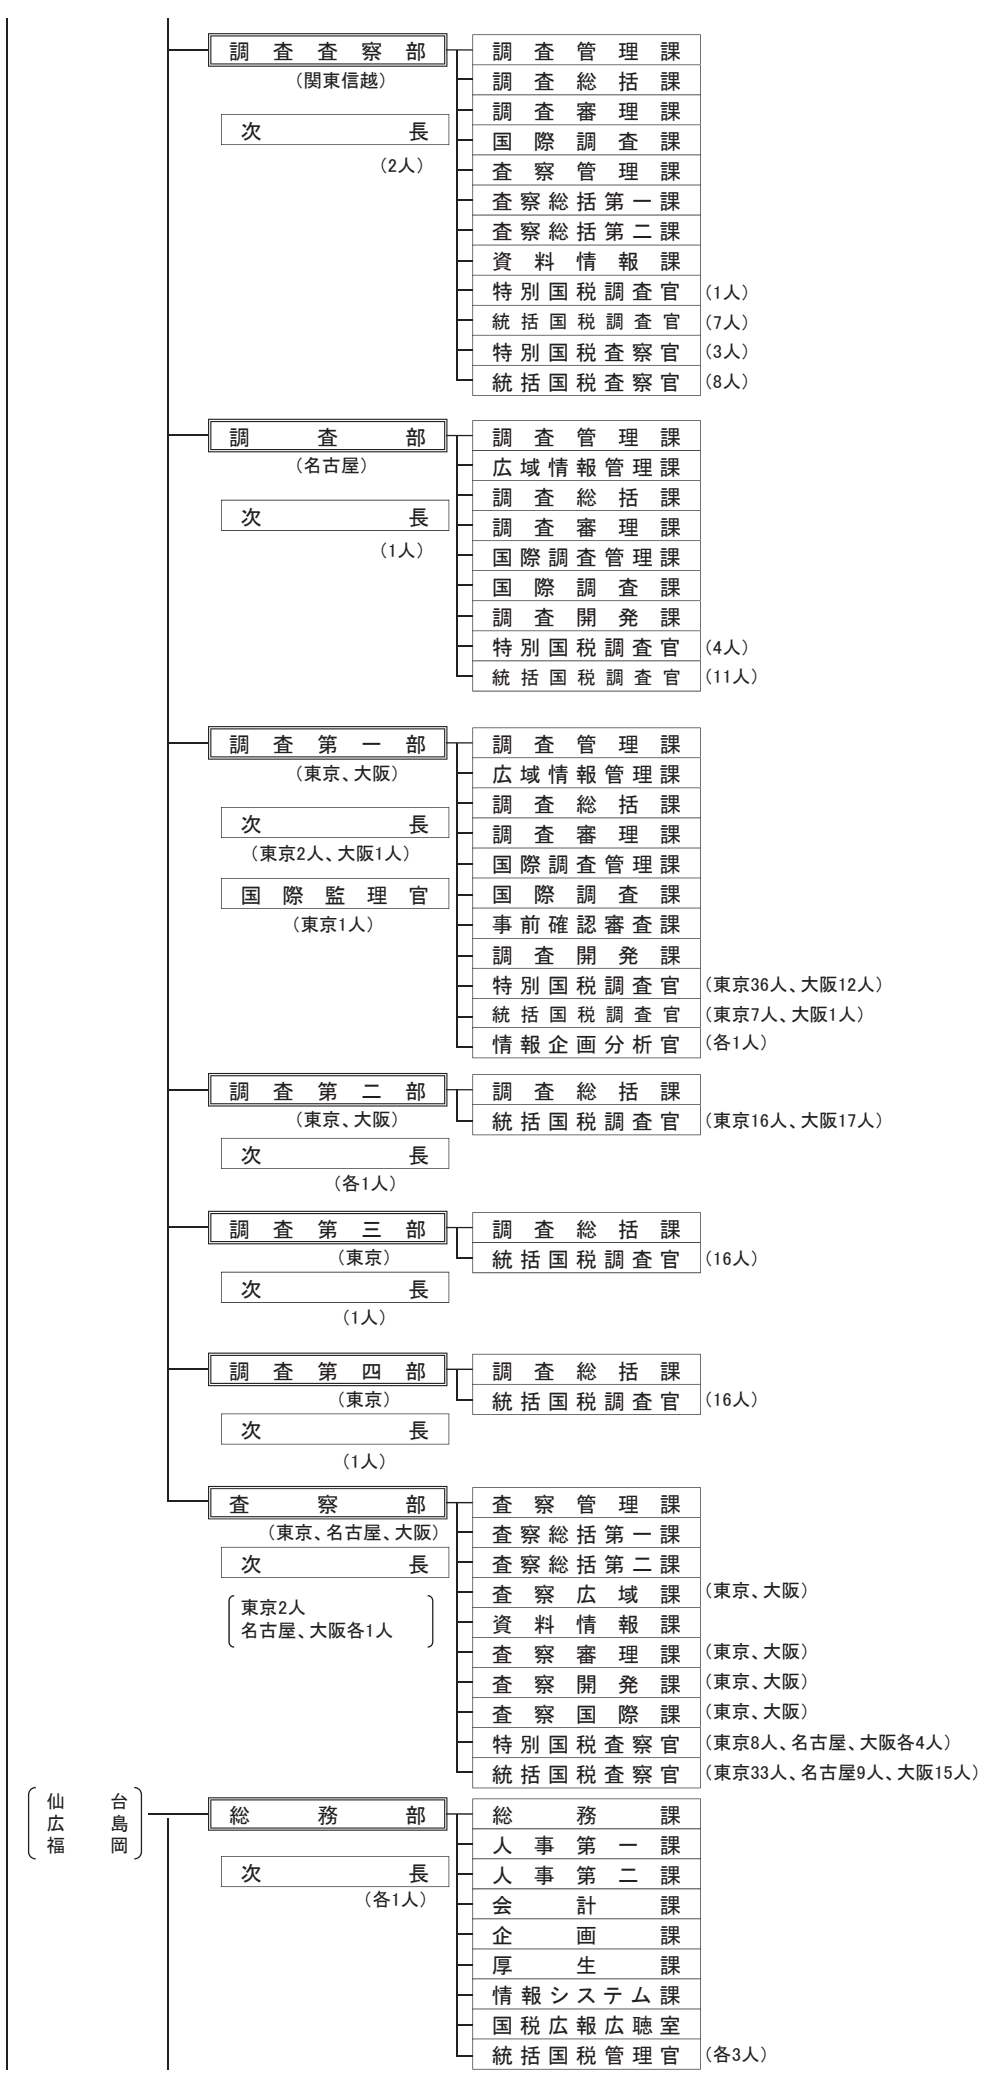 調査査察部
(関東信越)
次長
(2人)
調査管理課
調査総括課
調査審理課
国際調査課
査察管理課
査察総括第一課
査察総括第二課
資料情報課
特別国税調査官 (1人)
統括国税調査官 (7人)
特別国税査察官 (3人)
統括国税査察官 (8人)
調査部
(名古屋)
次長
(1人)
調査管理課
広域情報管理課
調査総括課
調査審理課
国際調査管理課
国際調査課
調査開発課
特別国税調査官 (4人)
統括国税調査官 (11人)
調査第一部
(東京、大阪)
次長
(東京2人、大阪1人)
国際監理官
(東京1人)
調査管理課
広域情報管理課
調査総括課
調査審理課
国際調査管理課
国際調査課
事前確認審査課
調査開発課
特別国税調査官 (東京36人、大阪12人)
統括国税調査官 (東京7人、大阪1人)
情報企画分析官 (各1人)
調査第二部
(東京、大阪)
次長
(各1人)
調査総括課
統括国税調査官 (東京16人、大阪17人)
調査第三部
(東京)
次長
(1人)
調査総括課
統括国税調査官 (16人)
調査第四部
(東京)
次長
(1人)
調査総括課
統括国税調査官 (16人)
査察部
(東京、名古屋、大阪)
次長
東京2人
名古屋、大阪各1人
査察管理課
査察総括第一課
査察総括第二課
査察広域課 (東京、大阪)
資料情報課
査察審理課 (東京、大阪)
査察開発課 (東京、大阪)
査察国際課 (東京、大阪)
特別国税査察官 (東京8人、名古屋、大阪各4人)
統括国税査察官 (東京33人、名古屋9人、大阪15人)
仙台
広島
福岡
総務部
次長
(各1人)
総務課
人事第一課
人事第二課
会計課
企画課
厚生課
情報システム課
国税広報広聴室
統括国税管理官 (各3人)